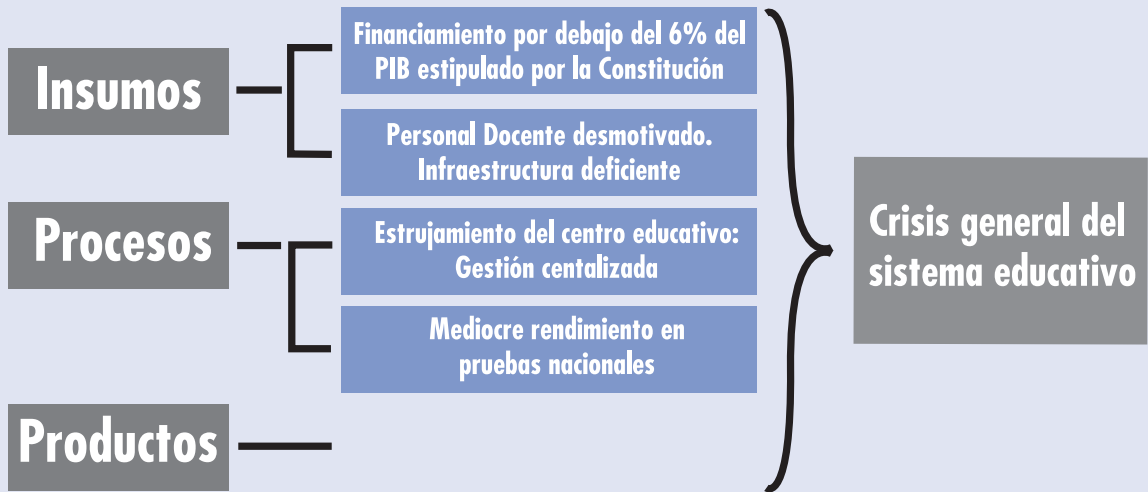 Insumos
Financiamiento por debajo del 6% del
PIB estipulado por la Constitución
Personal Docente desmotivado.
Infraestructura deficiente
Procesos
Estrujamiento del centro educativo:
Gestión centalizada
Mediocre rendimiento en
pruebas nacionales
Productos
Crisis general del
sistema educativo